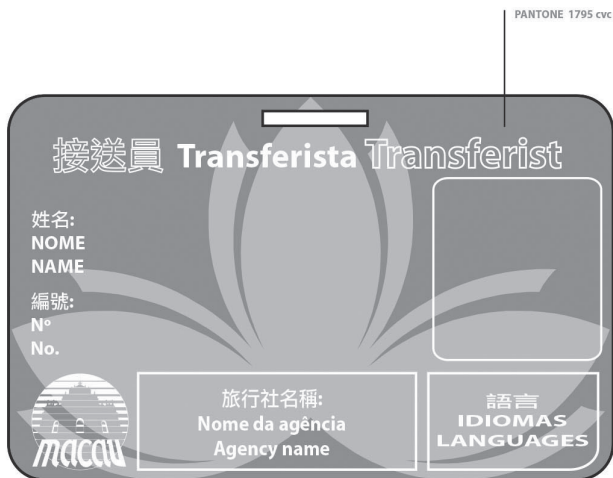 PANTONE 1795 cvc
接送員 Transferista Transferist
姓名:
NOME
NAME
編號:
Nº
No.
旅行社名稱:
Nome da agência
Agency name
語言
IDIOMAS
LANGUAGES
macau